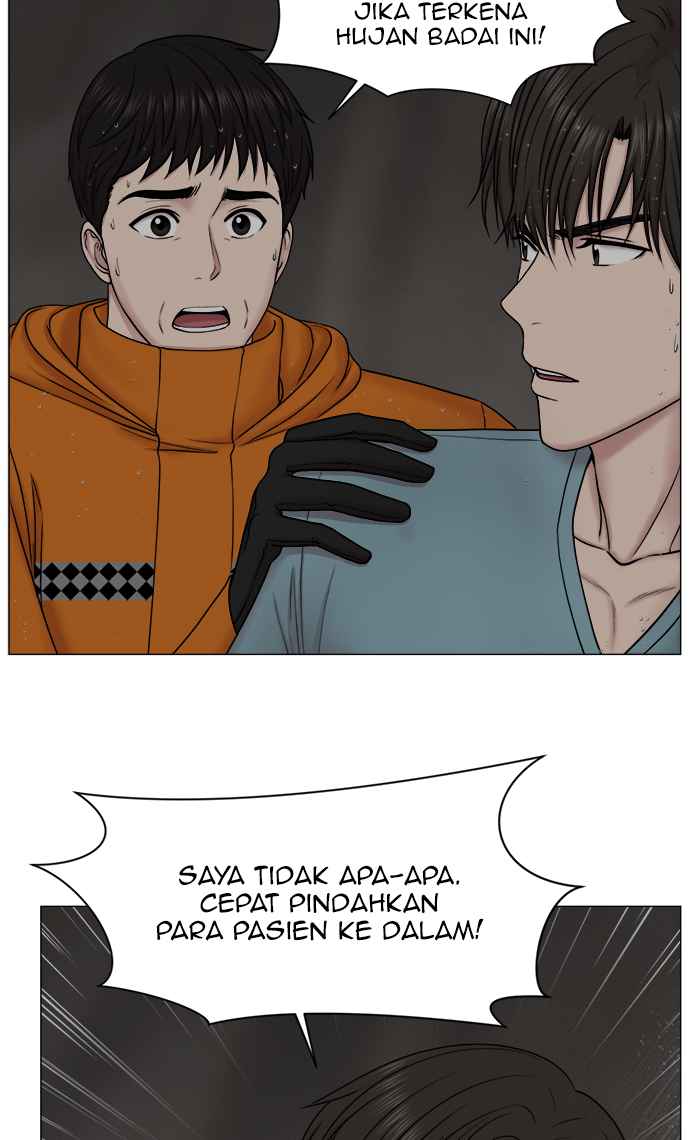 JIKA TERKENA
HUJAN BADAI INI!
SAYA TIDAK APA-APA.
CEPAT PINDAHKAN
PARA PASIEN KE DALAM!